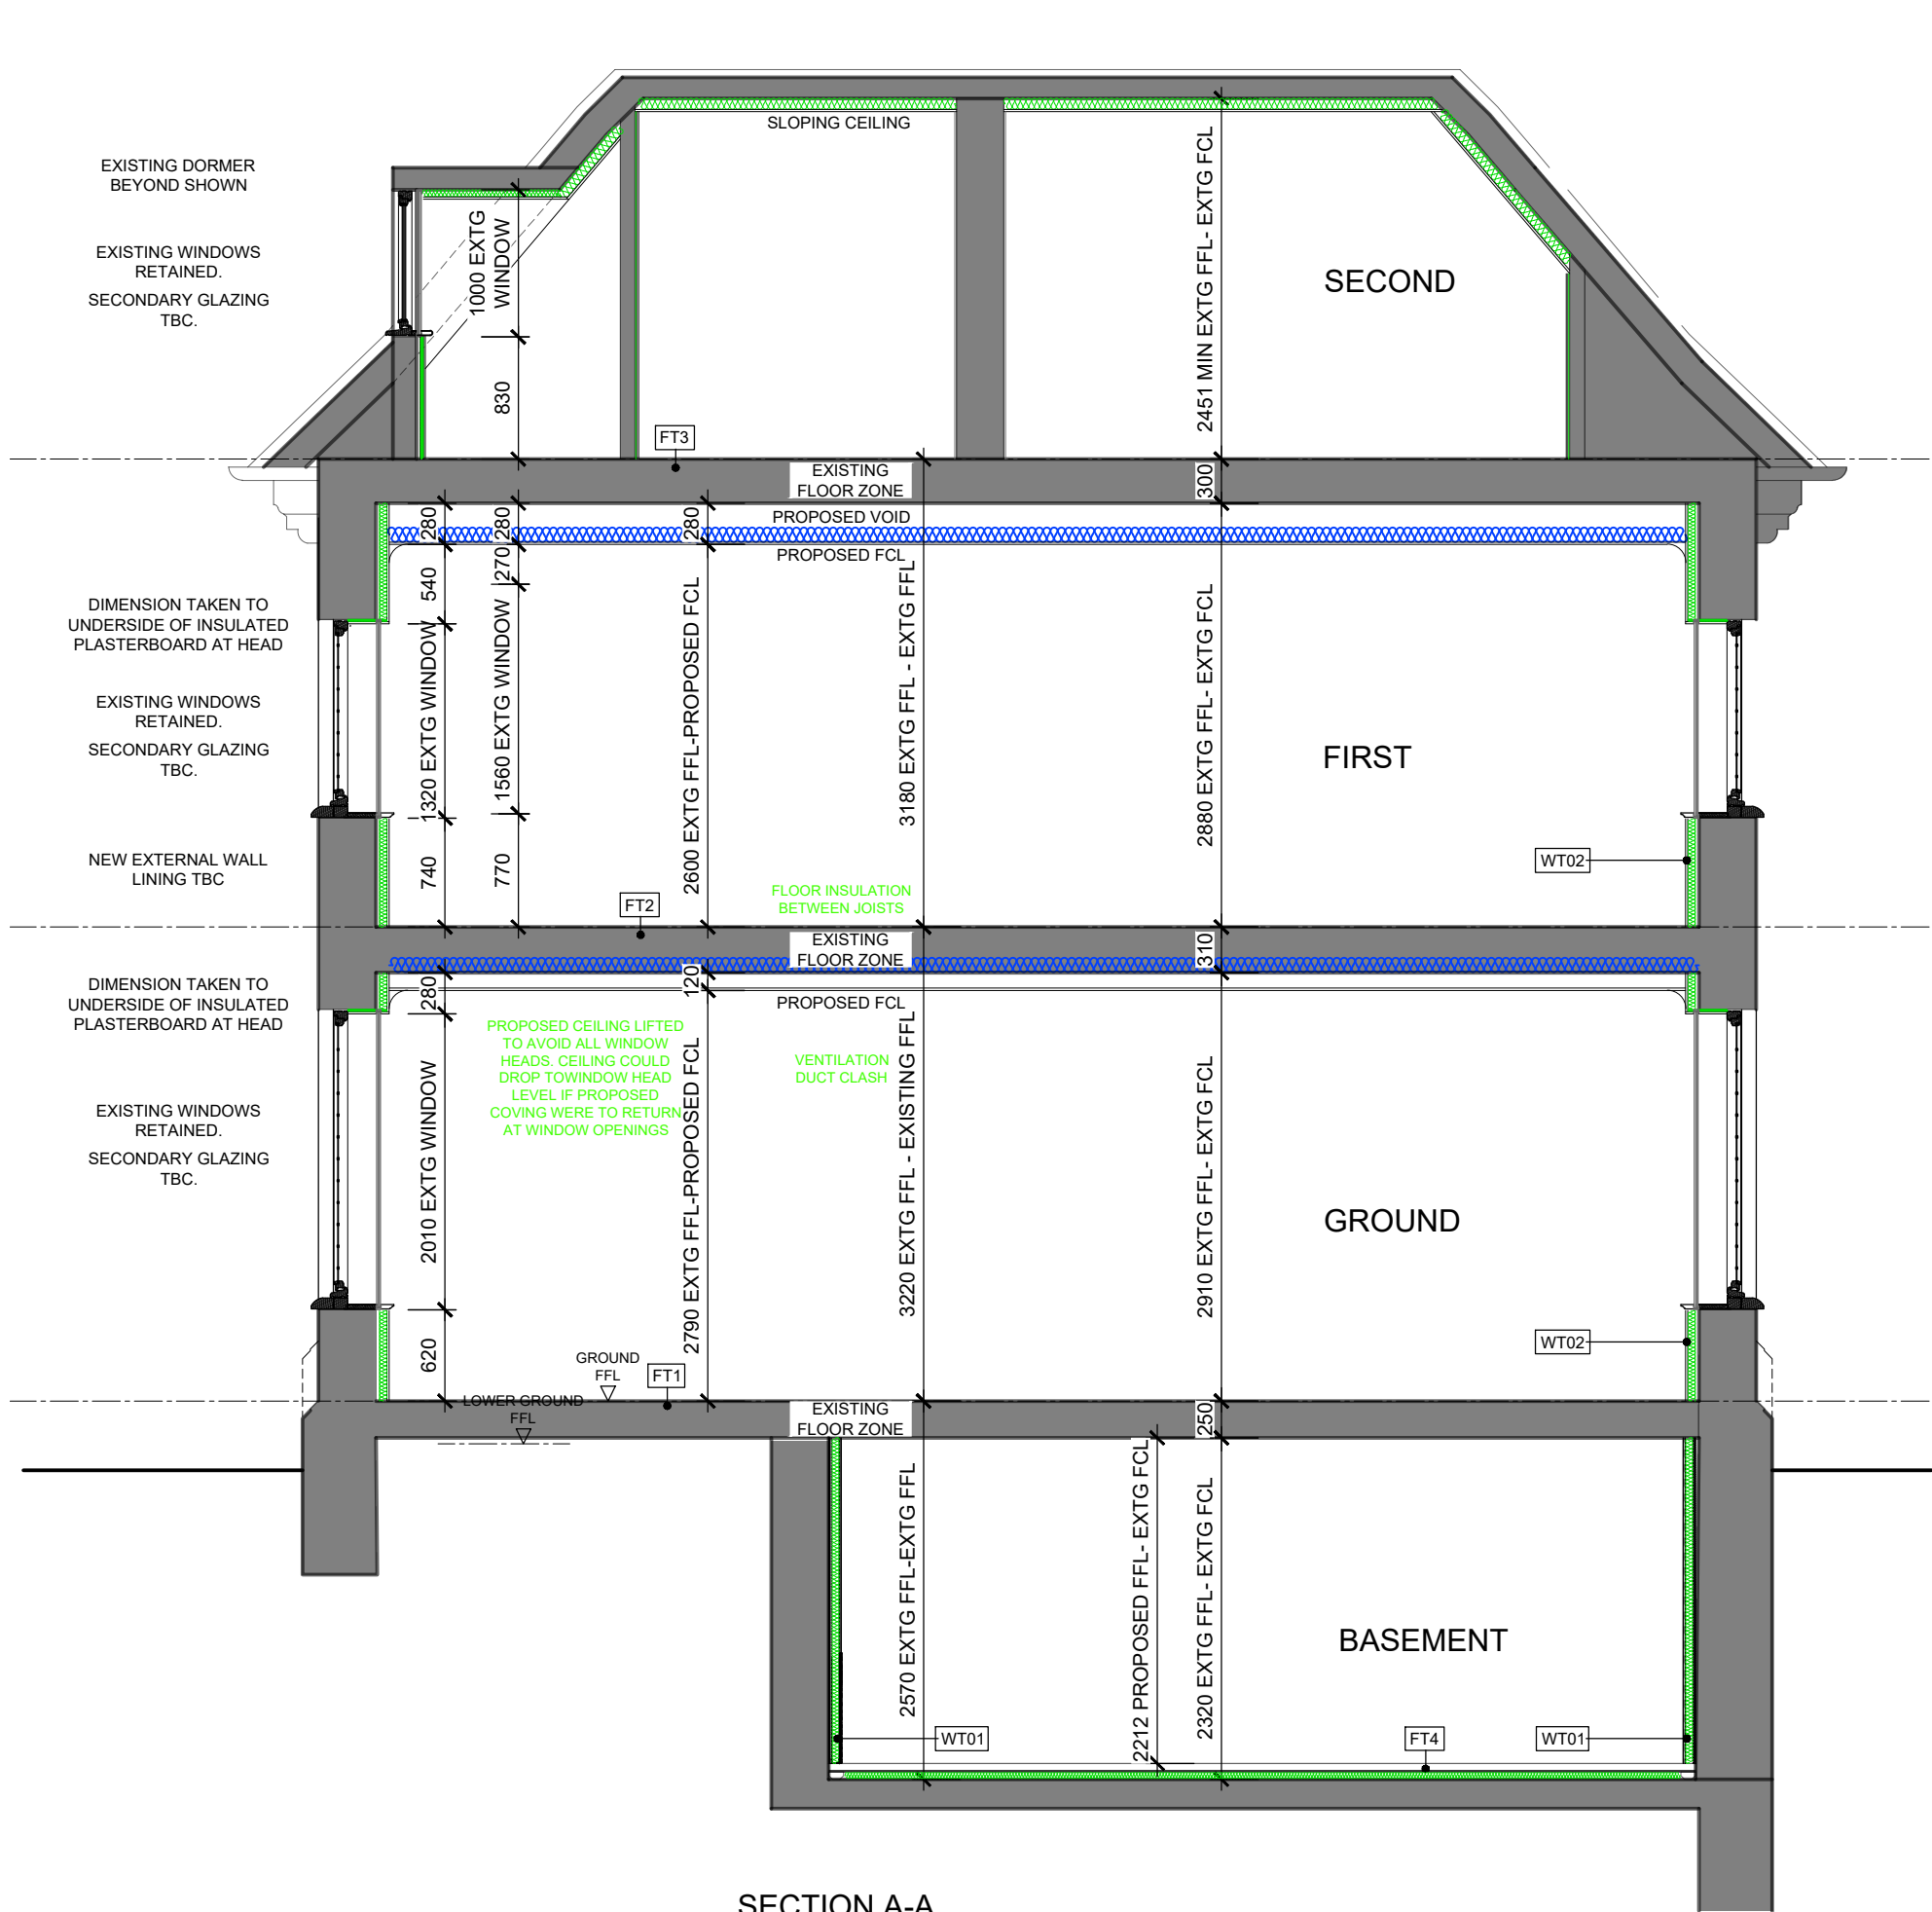 SLOPING CEILING
EXISTING DORMER
BEYOND SHOWN
EXISTING WINDOWS
RETAINED.
SECONDARY GLAZING
TBC.
1000 EXTG
WINDOW
830
2451 MIN EXTG FFL- EXTG FCL
SECOND
FT3
EXISTING
FLOOR ZONE
300
280
280
280
PROPOSED VOID
PROPOSED FCL
540
270
DIMENSION TAKEN TO
UNDERSIDE OF INSULATED
PLASTERBOARD AT HEAD
EXISTING WINDOWS
RETAINED.
SECONDARY GLAZING
TBC.
1320 EXTG WINDOW
1560 EXTG WINDOW
2600 EXTG FFL-PROPOSED FCL
3180 EXTG FFL - EXTG FFL
2880 EXTG FFL- EXTG FCL
FIRST
NEW EXTERNAL WALL
LINING TBC
740
770
WT02
FLOOR INSULATION
BETWEEN JOISTS
FT2
EXISTING
FLOOR ZONE
310
DIMENSION TAKEN TO
UNDERSIDE OF INSULATED
PLASTERBOARD AT HEAD
280
120
PROPOSED FCL
PROPOSED CEILING LIFTED
TO AVOID ALL WINDOW
HEADS. CEILING COULD
DROP TOWINDOW HEAD
LEVEL IF PROPOSED
COVING WERE TO RETURN
AT WINDOW OPENINGS
VENTILATION
DUCT CLASH
EXISTING WINDOWS
RETAINED.
SECONDARY GLAZING
TBC.
2010 EXTG WINDOW
2790 EXTG FFL-PROPOSED FCL
3220 EXTG FFL - EXISTING FFL
2910 EXTG FFL- EXTG FCL
GROUND
620
WT02
GROUND
FFL
FT1
LOWER GROUND
FFL
EXISTING
FLOOR ZONE
250
2570 EXTG FFL-EXTG FFL
2212 PROPOSED FFL- EXTG FCL
2320 EXTG FFL- EXTG FCL
BASEMENT
WT01
FT4
WT01
SECTION A-A